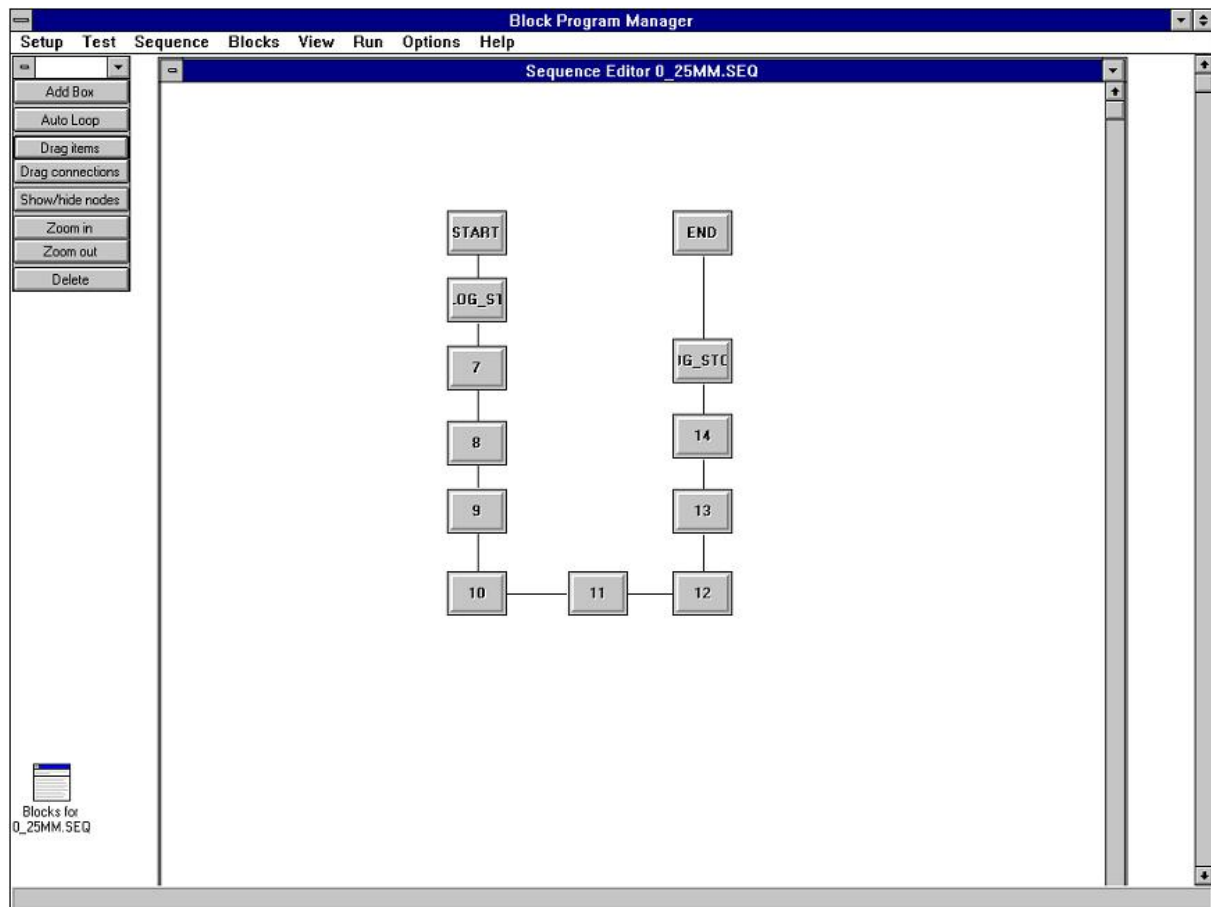 Block Program Manager
Setup Test Sequence Blocks View Run Options Help
Sequence Editor 0_25MM.SEQ
Add Box
Auto Loop
Drag items
Drag connections
Show/hide nodes
Zoom in
Zoom out
Delete
START
END
.OG_ST
7
IG_STO
8
14
9
13
10
11
12
Blocks for
0_25MM.SEQ